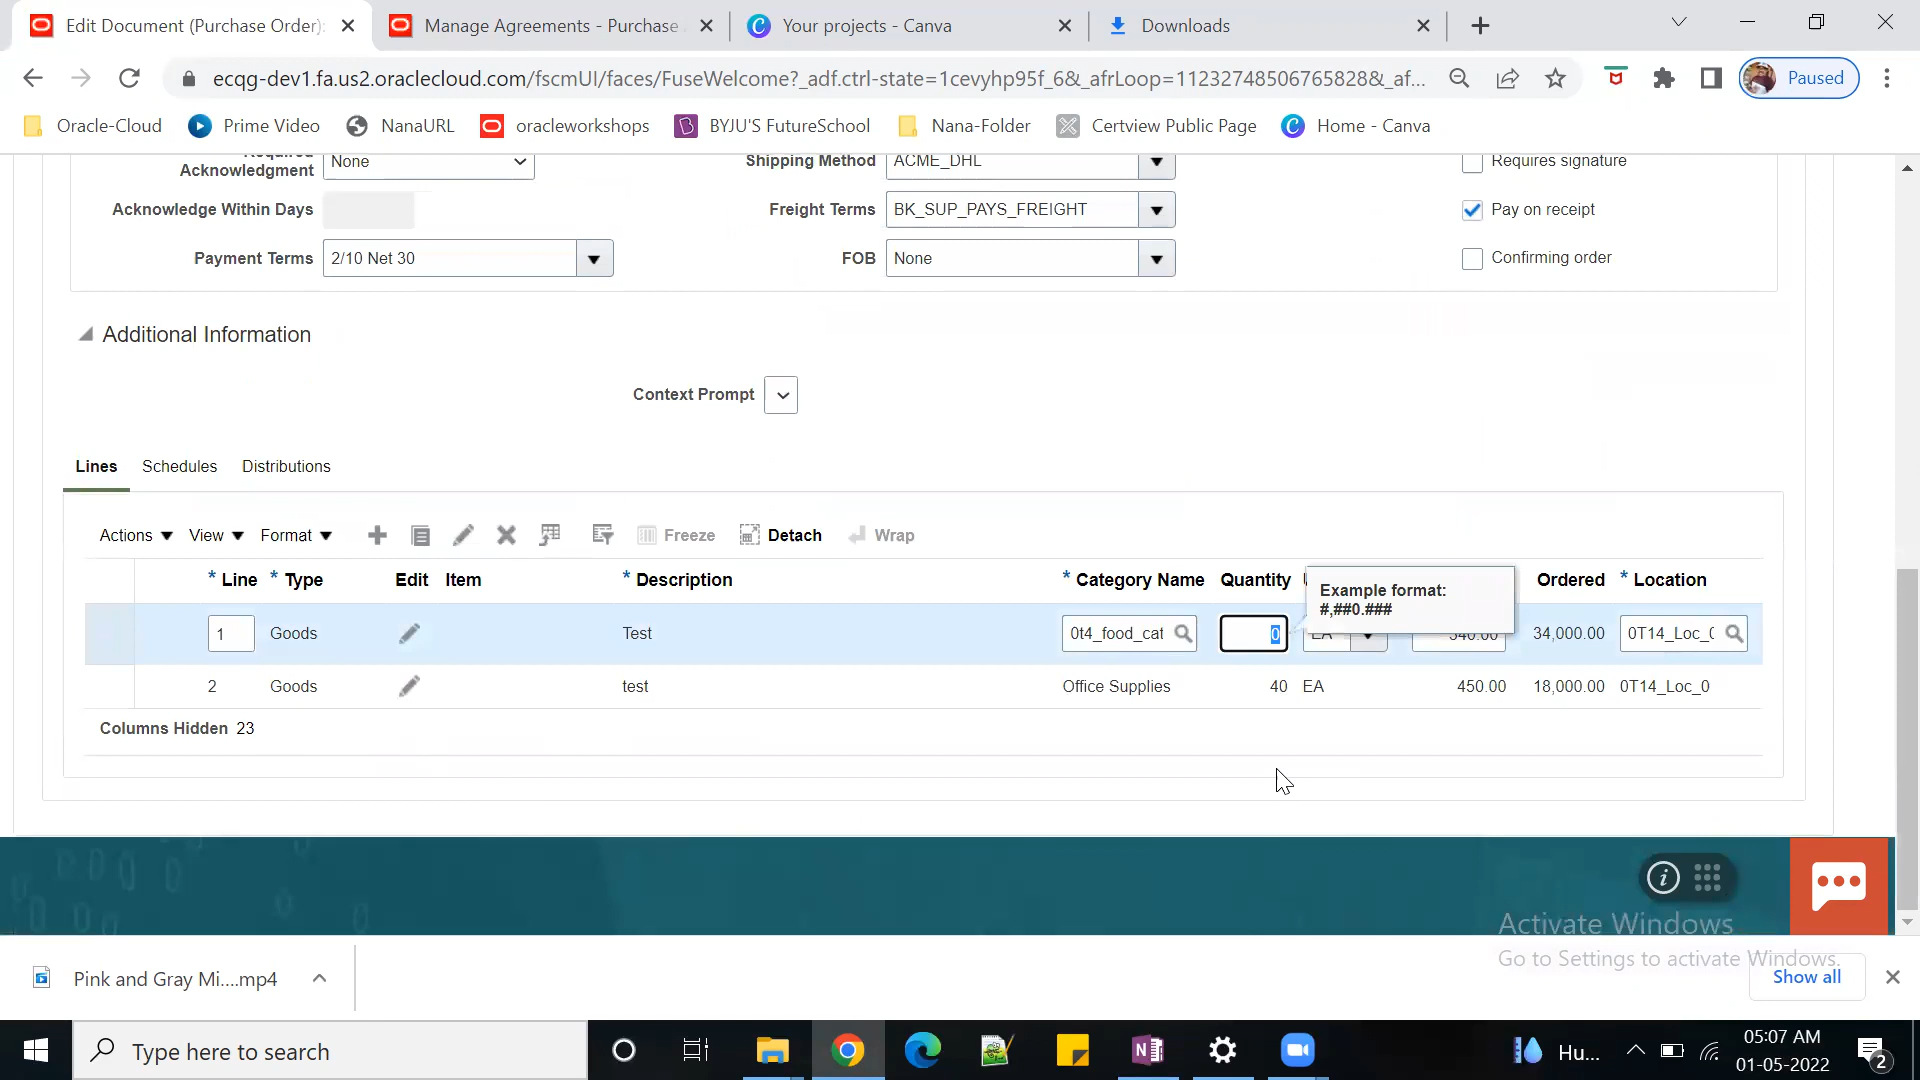 Edit Document (Purchase Order):
Manage Agreements - Purchase
Your projects - Canva
Downloads
ecqg-dev1.fa.us2.oraclecloud.com/fscmUI/faces/FuseWelcome?_adf.ctrl-state=1cevyhp95f_6&_afrLoop=11232748506765828&_af...
Paused
Oracle-Cloud
Prime Video
NanaURL
oracleworkshops
BYJU'S FutureSchool
Nana-Folder
Certview Public Page
Home - Canva
Required Acknowledgment
None
Shipping Method
ACME_DHL
Requires signature
Acknowledge Within Days
Freight Terms
BK_SUP_PAYS_FREIGHT
Pay on receipt
Payment Terms
2/10 Net 30
FOB
None
Confirming order
Additional Information
Context Prompt
Lines Schedules Distributions
Actions View Format Freeze Detach Wrap
* Line * Type Edit Item * Description * Category Name Quantity Ordered * Location
Example format:
#,##0.###
1 Goods Test 0t4_food_cat 0 EA 340.00 34,000.00 0T14_Loc_(
2 Goods test Office Supplies 40 EA 450.00 18,000.00 0T14_Loc_0
Columns Hidden 23
Activate Windows
Go to Settings to activate Windows.
Pink and Gray Mi....mp4
Show all
Type here to search
Hu...
05:07 AM
01-05-2022
2